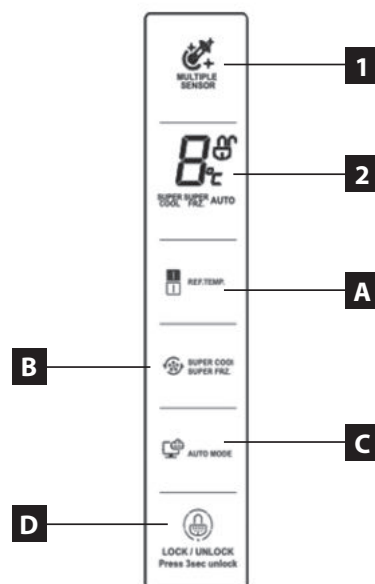 MULTIPLE
SENSOR
1
8°C
SUPER SUPER AUTO
COOL FRZ.
2
REF.TEMP.
A
B
SUPER COOL
SUPER FRZ.
AUTO MODE
C
D
LOCK / UNLOCK
Press 3sec unlock